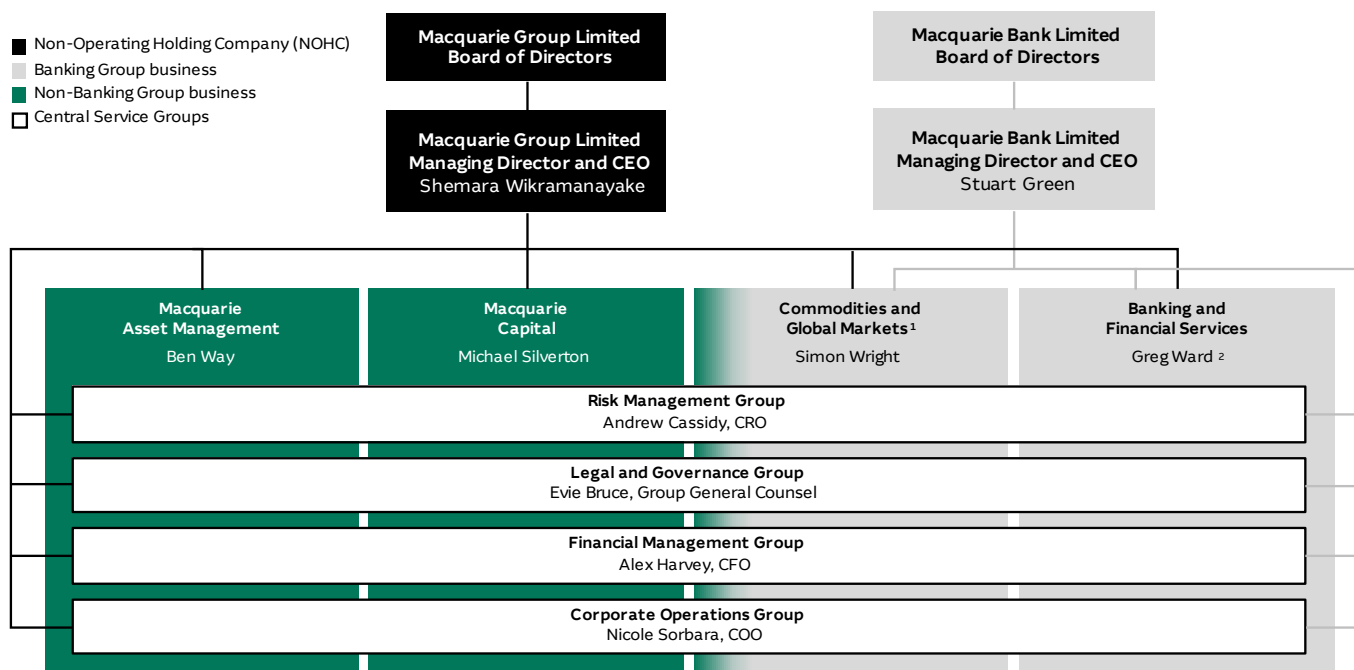 Non-Operating Holding Company (NOHC)
Banking Group business
Non-Banking Group business
Central Service Groups
Macquarie Group Limited
Board of Directors
Macquarie Bank Limited
Board of Directors
Macquarie Group Limited
Managing Director and CEO
Shemara Wikramanayake
Macquarie Bank Limited
Managing Director and CEO
Stuart Green
Macquarie
Asset Management
Ben Way
Macquarie
Capital
Michael Silverton
Commodities and
Global Markets¹
Simon Wright
Banking and
Financial Services
Greg Ward ²
Risk Management Group
Andrew Cassidy, CRO
Legal and Governance Group
Evie Bruce, Group General Counsel
Financial Management Group
Alex Harvey, CFO
Corporate Operations Group
Nicole Sorbara, COO